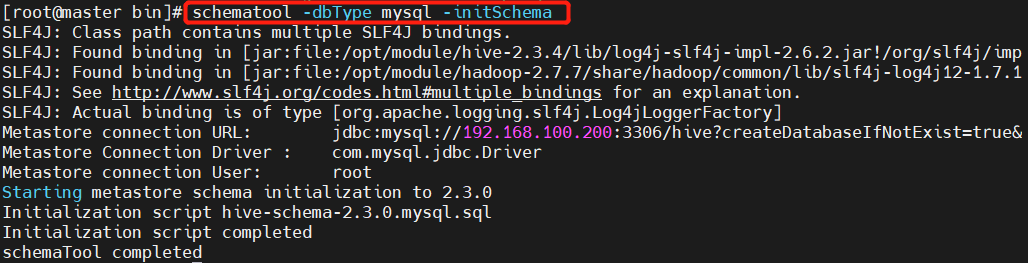 [root@master bin]# schematool -dbType mysql -initSchema
SLF4J: Class path contains multiple SLF4J bindings.
SLF4J: Found binding in [jar:file:/opt/module/hive-2.3.4/lib/log4j-slf4j-impl-2.6.2.jar!/org/slf4j/imp
SLF4J: Found binding in [jar:file:/opt/module/hadoop-2.7.7/share/hadoop/common/lib/slf4j-log4j12-1.7.1
SLF4J: See http://www.slf4j.org/codes.html#multiple_bindings for an explanation.
SLF4J: Actual binding is of type [org.apache.logging.slf4j.Log4jLoggerFactory]
Metastore connection URL: jdbc:mysql://192.168.100.200:3306/hive?createDatabaseIfNotExist=true&
Metastore Connection Driver : com.mysql.jdbc.Driver
Metastore connection User: root
Starting metastore schema initialization to 2.3.0
Initialization script hive-schema-2.3.0.mysql.sql
Initialization script completed
schemaTool completed